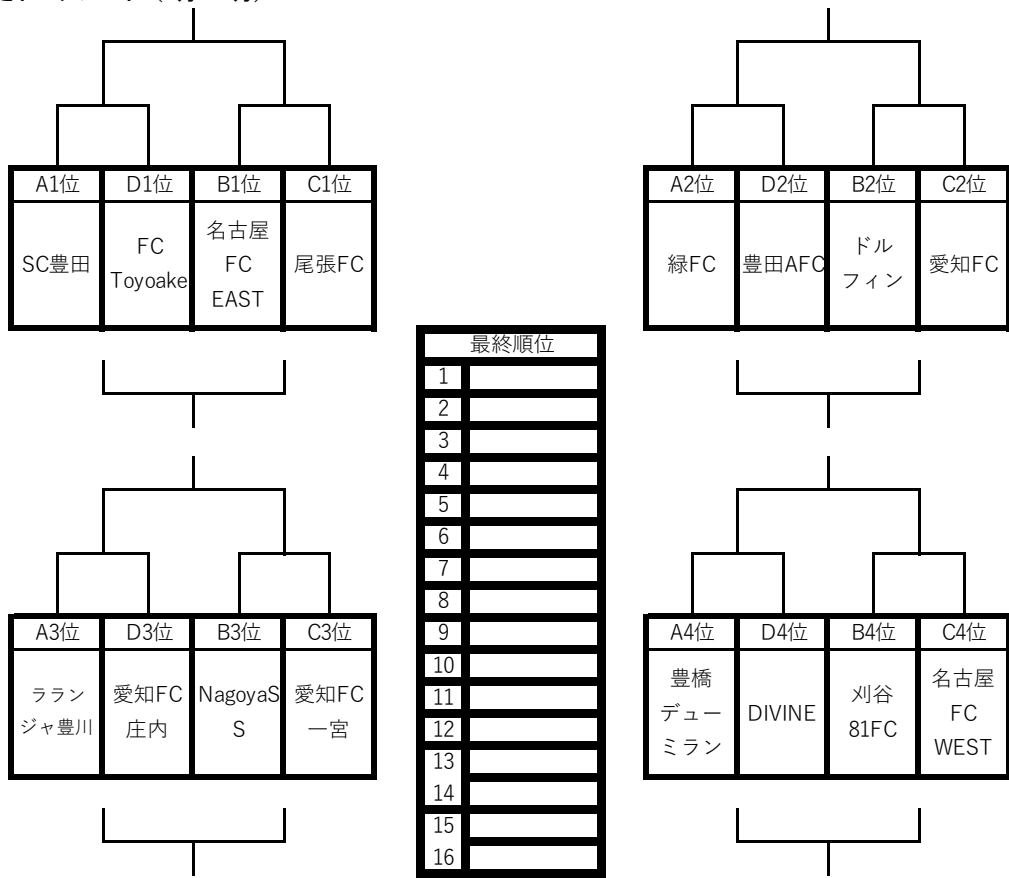 A1位 D1位 B1位 C1位
SC豊田
FC
Toyoake
名古屋
FC
EAST
尾張FC
A2位 D2位 B2位 C2位
緑FC
豊田AFC
ドル
フィン
愛知FC
最終順位
1
2
3
4
5
6
7
8
9
10
11
12
13
14
15
16
A3位 D3位 B3位 C3位
ララン
ジャ豊川
愛知FC
庄内
NagoyaS
S
愛知FC
一宮
A4位 D4位 B4位 C4位
豊橋
デュー
ミラン
DIVINE
刈谷
81FC
名古屋
FC
WEST